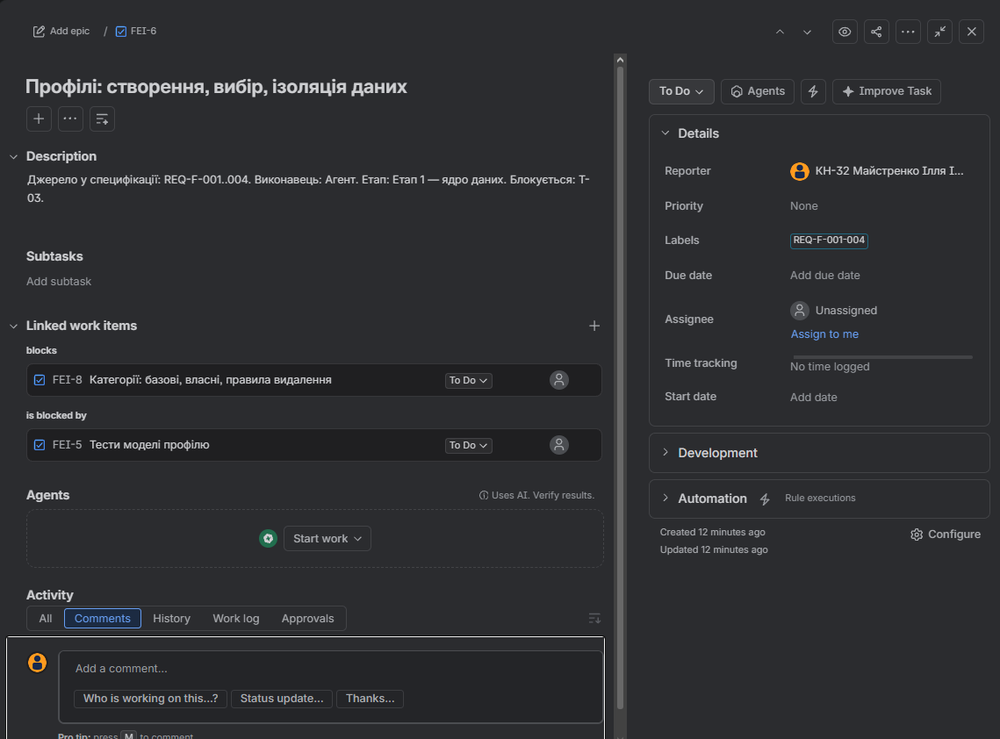 Add epic / FEI-6
Профілі: створення, вибір, ізоляція даних
Description
Джерело у специфікації: REQ-F-001..004. Виконавець: Агент. Етап: Етап 1 — ядро даних. Блокується: T-
03.
Subtasks
Add subtask
Linked work items
blocks
FEI-8 Категорії: базові, власні, правила видалення To Do
is blocked by
FEI-5 Тести моделі профілю To Do
Agents
Uses AI. Verify results.
Start work
Activity
All Comments History Work log Approvals
Add a comment...
Who is working on this...? Status update... Thanks...
Pro tip: press M to comment
To Do Agents Improve Task
Details
Reporter КН-32 Майстренко Ілля І...
Priority None
Labels REQ-F-001-004
Due date Add due date
Assignee Unassigned
Assign to me
Time tracking No time logged
Start date Add date
Development
Automation Rule executions
Created 12 minutes ago
Configure
Updated 12 minutes ago